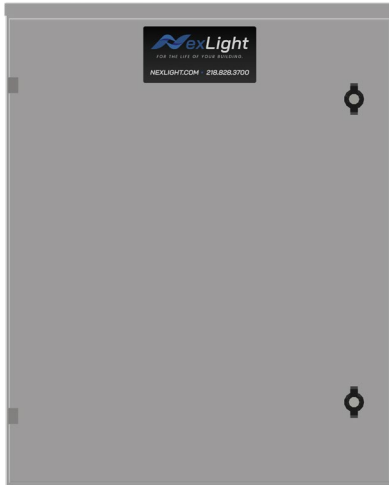 NexLight
FOR THE LIFE OF YOUR BUILDING
NEXLIGHT.COM · 218.828.3700